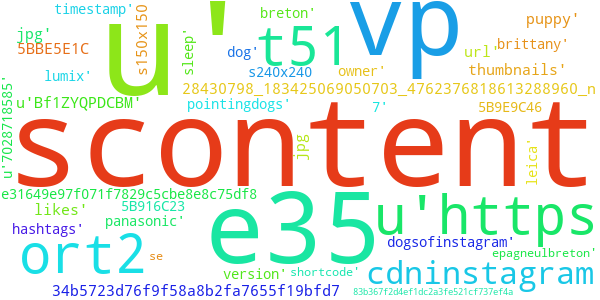 timestamp'
jpg'
5BBE5E1C
s150x150
lumix'
u'
breton'
dog'
t51
s240x240
vp
puppy'
brittany'
url'
thumbnails'
owner'
sleep'
28430798_183425069050703_4762376818613288960_n
u'Bf1ZYQPDCBM'
pointingdogs'
7'
5B9E9C46
u'7028718585'
scontent
jpg
leica'
e31649e97f071f7829c5cbe8e8c75df8
likes'
5B916C23
panasonic'
hashtags'
e35
u'https
dogsofinstagram'
epagneulbreton'
ort2
se
version'
shortcode'
cdninstagram
34b5723d76f9f58a8b2fa7655f19bfd7
83b367f2d4ef1dc2a3fe521cf737ef4a